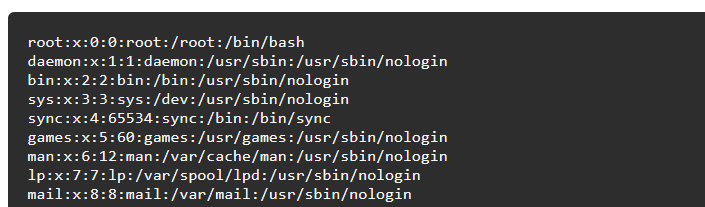 root:x:0:0:root:/root:/bin/bash
daemon:x:1:1:daemon:/usr/sbin:/usr/sbin/nologin
bin:x:2:2:bin:/bin:/usr/sbin/nologin
sys:x:3:3:sys:/dev:/usr/sbin/nologin
sync:x:4:65534:sync:/bin:/bin/sync
games:x:5:60:games:/usr/games:/usr/sbin/nologin
man:x:6:12:man:/var/cache/man:/usr/sbin/nologin
lp:x:7:7:lp:/var/spool/lpd:/usr/sbin/nologin
mail:x:8:8:mail:/var/mail:/usr/sbin/nologin